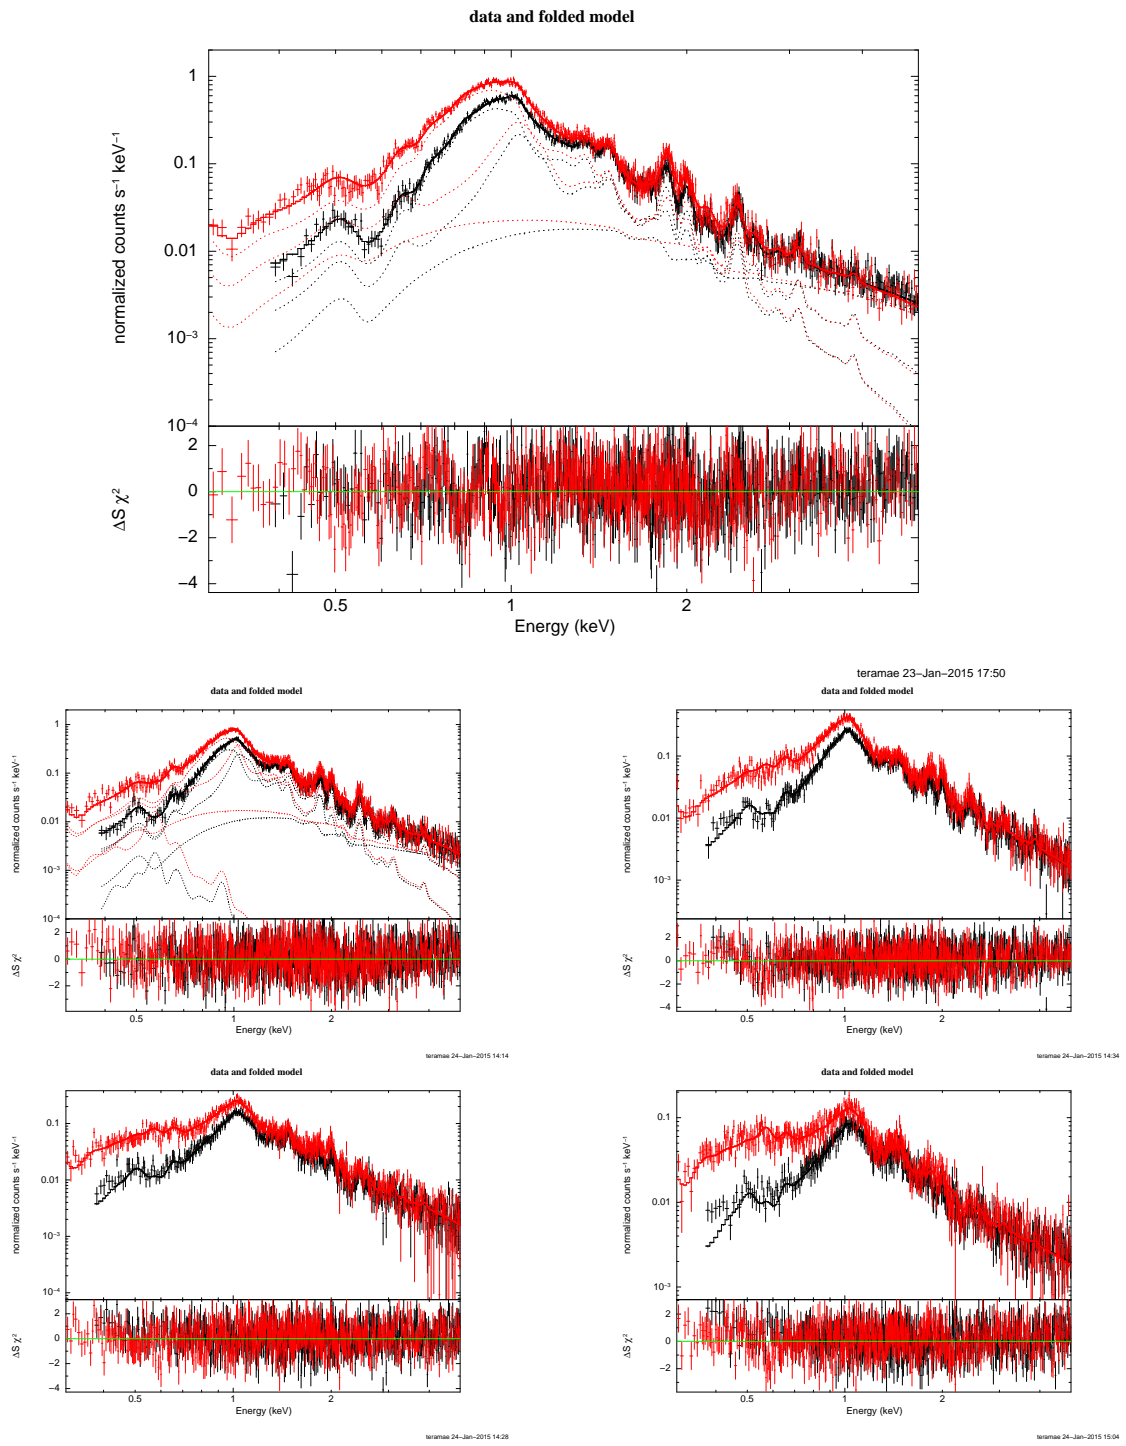 data and folded model
normalized counts s⁻¹ keV⁻¹
1
0.1
0.01
10⁻³
10⁻⁴
ΔS χ²
2
0
−2
−4
0.5
1
2
Energy (keV)
teramae 23−Jan−2015 17:50
data and folded model
normalized counts s⁻¹ keV⁻¹
1
0.1
0.01
10⁻³
10⁻⁴
ΔS χ²
2
0
−2
0.5
1
2
Energy (keV)
teramae 24−Jan−2015 14:14
data and folded model
normalized counts s⁻¹ keV⁻¹
0.1
0.01
10⁻³
ΔS χ²
2
0
−2
−4
0.5
1
2
Energy (keV)
teramae 24−Jan−2015 14:34
data and folded model
normalized counts s⁻¹ keV⁻¹
0.1
0.01
10⁻³
10⁻⁴
ΔS χ²
2
0
−2
−4
0.5
1
2
Energy (keV)
teramae 24−Jan−2015 14:28
data and folded model
normalized counts s⁻¹ keV⁻¹
0.1
0.01
10⁻³
ΔS χ²
2
0
−2
0.5
1
2
Energy (keV)
teramae 24−Jan−2015 15:04